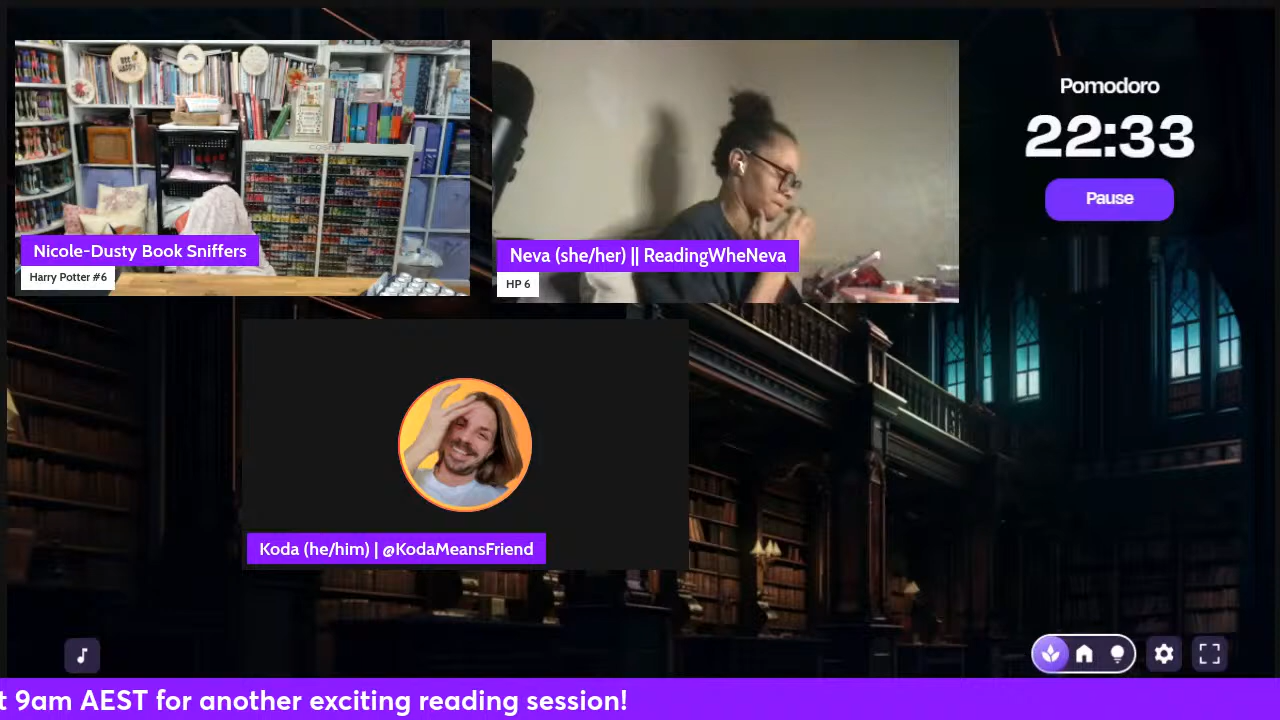 Pomodoro
22:33
Pause
Nicole-Dusty Book Sniffers
Harry Potter #6
Neva (she/her) || ReadingWheNeva
HP 6
Koda (he/him) | @KodaMeansFriend
t 9am AEST for another exciting reading session!